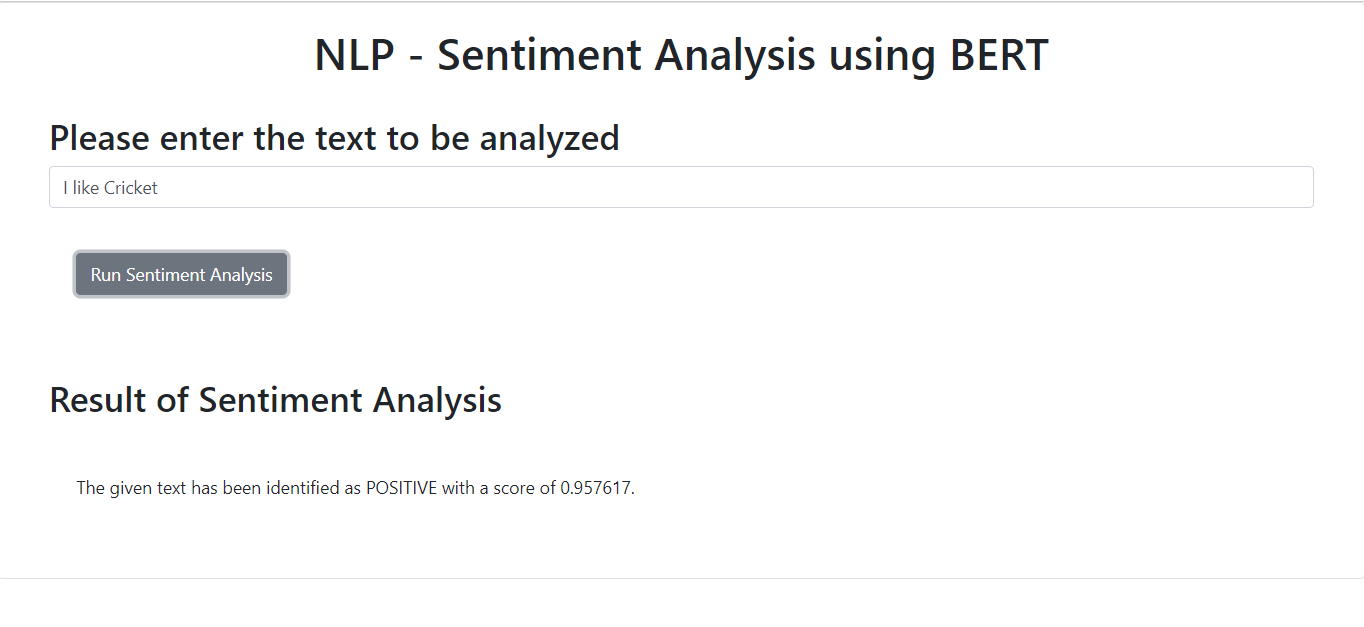 NLP - Sentiment Analysis using BERT
Please enter the text to be analyzed
I like Cricket
Run Sentiment Analysis
Result of Sentiment Analysis
The given text has been identified as POSITIVE with a score of 0.957617.